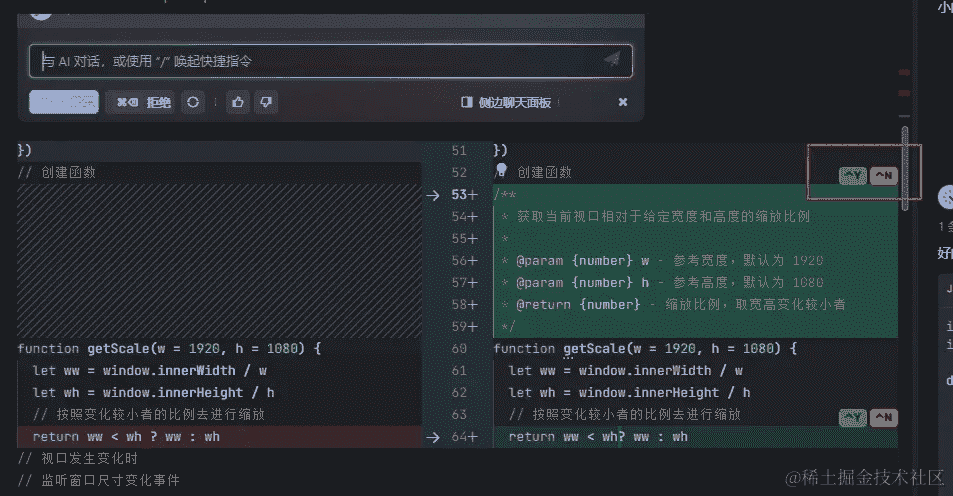 与 AI 对话，或使用 “/” 唤起快捷指令
拒绝
侧边聊天面板
})
// 创建函数
function getScale(w = 1920, h = 1080) {
let ww = window.innerWidth / w
let wh = window.innerHeight / h
// 按照变化较小者的比例去进行缩放
return ww < wh ? ww : wh
// 视口发生变化时
// 监听窗口尺寸变化事件
51 })
52 创建函数
^Y ^N
53+ /**
54+ * 获取当前视口相对于给定宽度和高度的缩放比例
55+ *
56+ * @param {number} w - 参考宽度，默认为 1920
57+ * @param {number} h - 参考高度，默认为 1080
58+ * @return {number} - 缩放比例，取宽高变化较小者
59+ */
60 function getScale(w = 1920, h = 1080) {
61 let ww = window.innerWidth / w
62 let wh = window.innerHeight / h
63 // 按照变化较小者的比例去进行缩放
^Y ^N
64+ return ww < wh? ww : wh
@稀土掘金技术社区